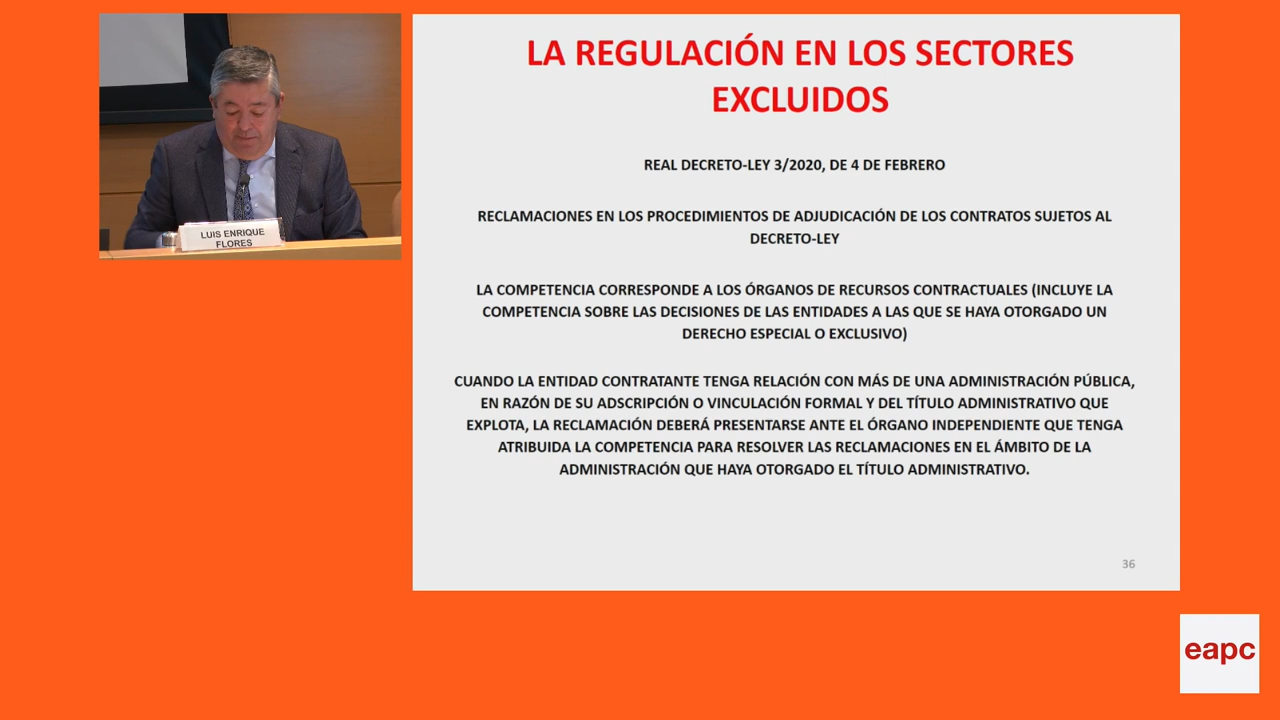 LUIS ENRIQUE
FLORES
LA REGULACIÓN EN LOS SECTORES
EXCLUIDOS
REAL DECRETO-LEY 3/2020, DE 4 DE FEBRERO
RECLAMACIONES EN LOS PROCEDIMIENTOS DE ADJUDICACIÓN DE LOS CONTRATOS SUJETOS AL
DECRETO-LEY
LA COMPETENCIA CORRESPONDE A LOS ÓRGANOS DE RECURSOS CONTRACTUALES (INCLUYE LA
COMPETENCIA SOBRE LAS DECISIONES DE LAS ENTIDADES A LAS QUE SE HAYA OTORGADO UN
DERECHO ESPECIAL O EXCLUSIVO)
CUANDO LA ENTIDAD CONTRATANTE TENGA RELACIÓN CON MÁS DE UNA ADMINISTRACIÓN PÚBLICA,
EN RAZÓN DE SU ADSCRIPCIÓN O VINCULACIÓN FORMAL Y DEL TÍTULO ADMINISTRATIVO QUE
EXPLOTA, LA RECLAMACIÓN DEBERÁ PRESENTARSE ANTE EL ÓRGANO INDEPENDIENTE QUE TENGA
ATRIBUIDA LA COMPETENCIA PARA RESOLVER LAS RECLAMACIONES EN EL ÁMBITO DE LA
ADMINISTRACIÓN QUE HAYA OTORGADO EL TÍTULO ADMINISTRATIVO.
36
eapc